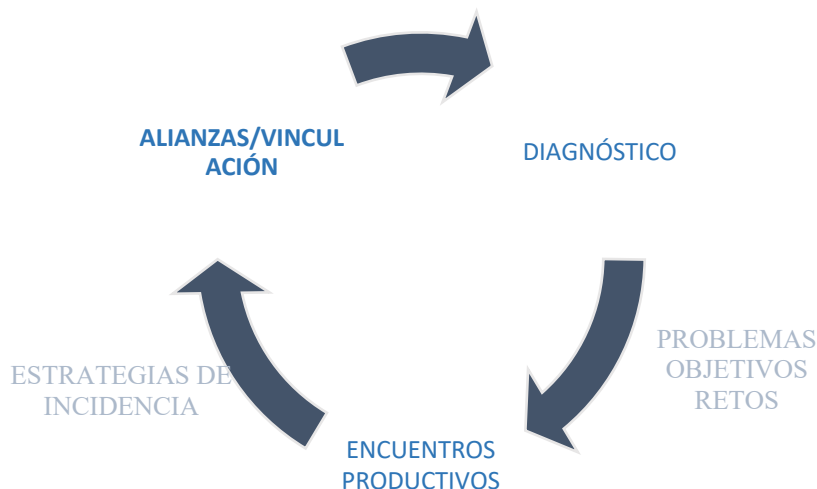 ALIANZAS/VINCUL
ACIÓN
DIAGNÓSTICO
PROBLEMAS
OBJETIVOS
RETOS
ESTRATEGIAS DE
INCIDENCIA
ENCUENTROS
PRODUCTIVOS